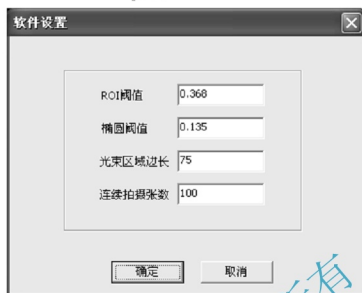 软件设置
ROI阈值 0.368
椭圆阈值 0.135
光束区域边长 75
连续拍摄张数 100
确定 取消
有